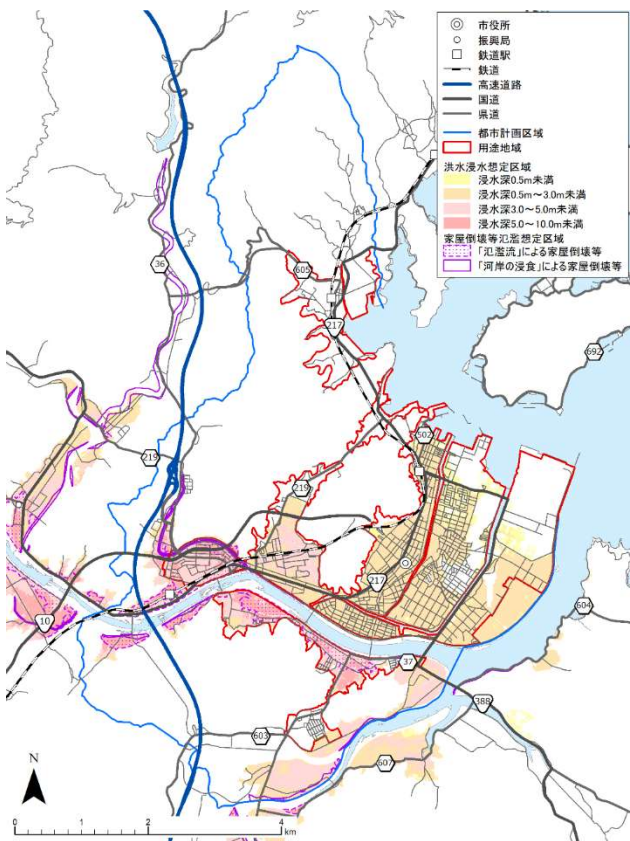 市役所
振興局
鉄道駅
鉄道
高速道路
国道
県道
都市計画区域
用途地域
洪水浸水想定区域
浸水深0.5m未満
浸水深0.5m～3.0m未満
浸水深3.0～5.0m未満
浸水深5.0～10.0m未満
家屋倒壊等氾濫想定区域
「氾濫流」による家屋倒壊等
「河岸の浸食」による家屋倒壊等
36
605
217
692
502
219
219
217
604
10
37
388
603
607
N
0
1
2
4
km